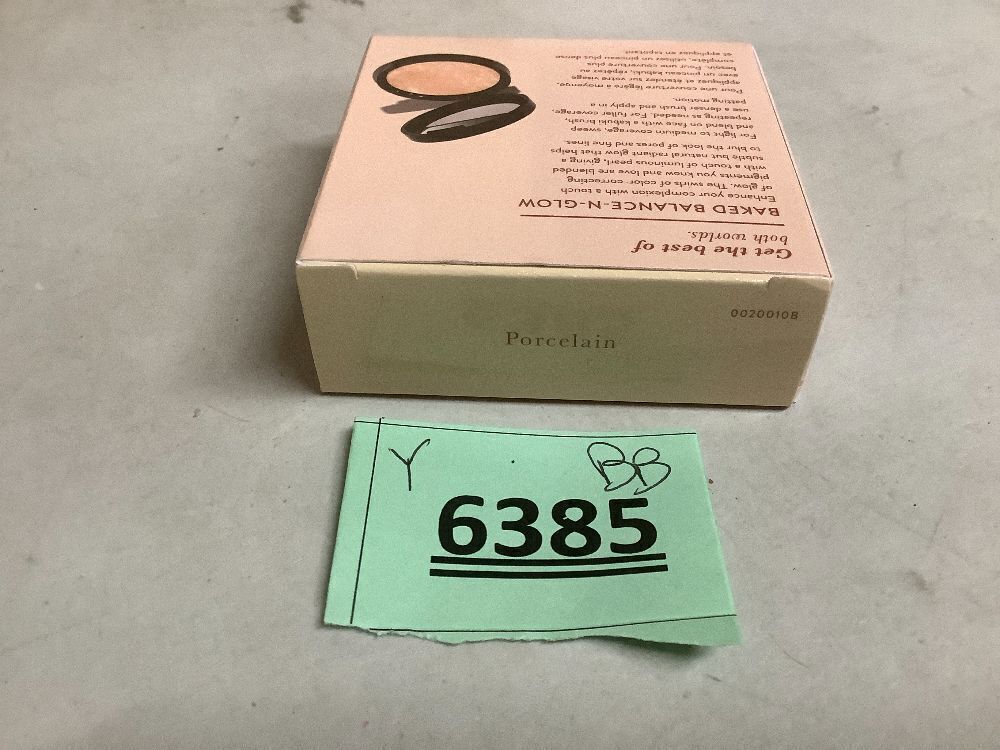 Get the best of
both worlds.
BAKED BALANCE-N-GLOW
Enhance your complexion with a touch
of glow. The swirls of color-correcting
pigments you know and love are blended
with a touch of luminous pearl, giving a
subtle but natural radiant glow that helps
to blur the look of pores and fine lines.
For light to medium coverage, sweep
and blend on face with a kabuki brush,
repeating as needed. For fuller coverage,
use a denser brush and apply in a
patting motion.
Pour une couverture légère à moyenne,
appliquez et étendez sur votre visage
avec un pinceau kabuki, répétez au
besoin. Pour une couverture plus
complète, utilisez un pinceau plus dense
et appliquez en tapotant.
0020010B
Porcelain
Y BB
6385